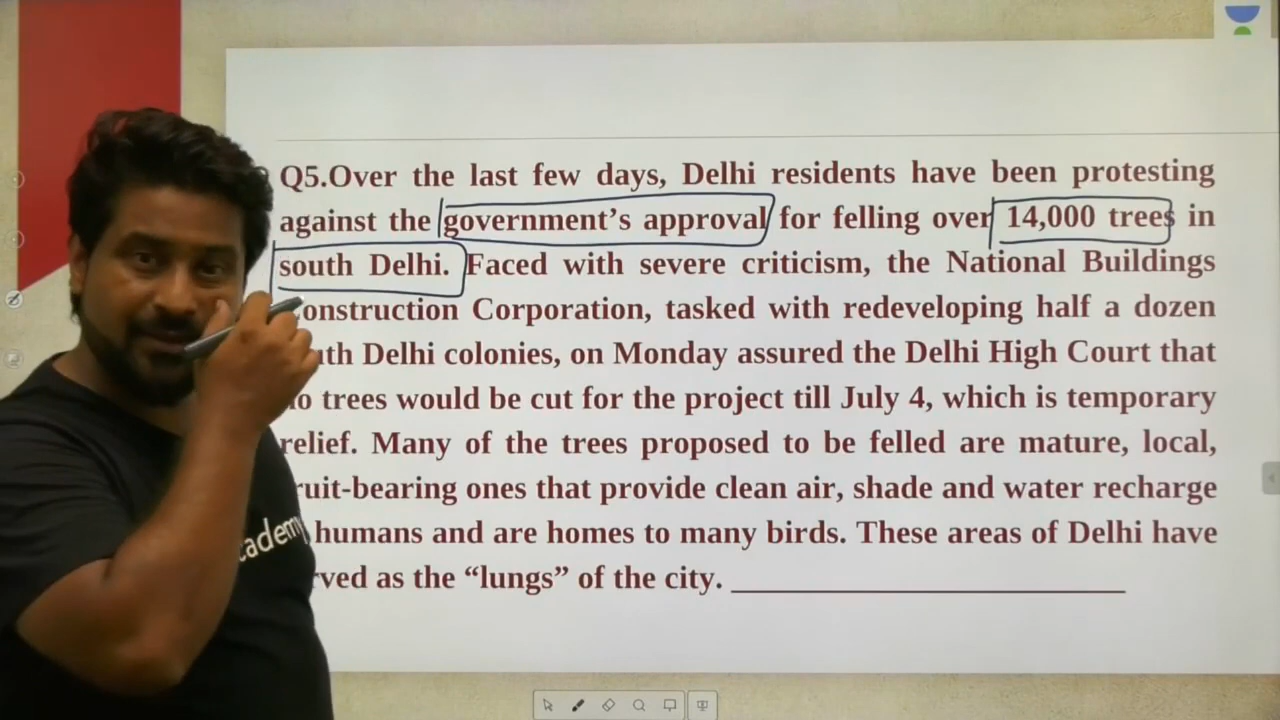 Q5.Over the last few days, Delhi residents have been protesting
against the government’s approval for felling over 14,000 trees in
south Delhi. Faced with severe criticism, the National Buildings
Construction Corporation, tasked with redeveloping half a dozen
Delhi colonies, on Monday assured the Delhi High Court that
trees would be cut for the project till July 4, which is temporary
relief. Many of the trees proposed to be felled are mature, local,
fruit-bearing ones that provide clean air, shade and water recharge
humans and are homes to many birds. These areas of Delhi have
as the “lungs” of the city.